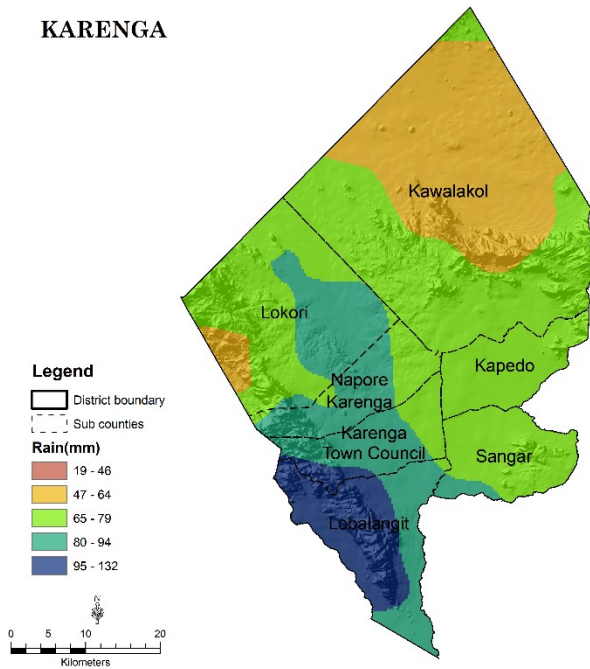 KARENGA
Kawalakol
Lokori
Kapedo
Napore
Karenga
Karenga
Town Council
Sangar
Lobalangit
Legend
District boundary
Sub counties
Rain(mm)
19 - 46
47 - 64
65 - 79
80 - 94
95 - 132
0 5 10 20
Kilometers